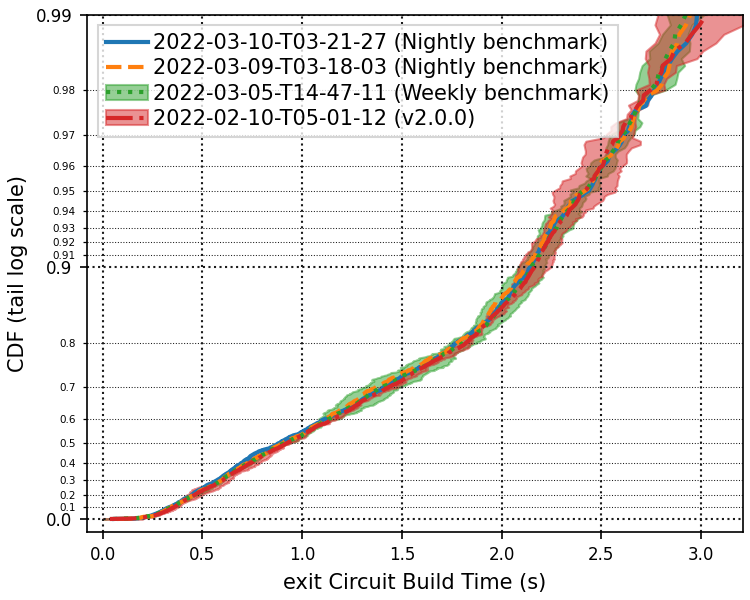 0.99
2022-03-10-T03-21-27 (Nightly benchmark)
2022-03-09-T03-18-03 (Nightly benchmark)
2022-03-05-T14-47-11 (Weekly benchmark)
2022-02-10-T05-01-12 (v2.0.0)
0.98
0.97
0.96
0.95
0.94
0.93
0.92
0.91
0.9
0.8
0.7
0.6
0.5
0.4
0.3
0.2
0.1
0.0
CDF (tail log scale)
0.0 0.5 1.0 1.5 2.0 2.5 3.0
exit Circuit Build Time (s)